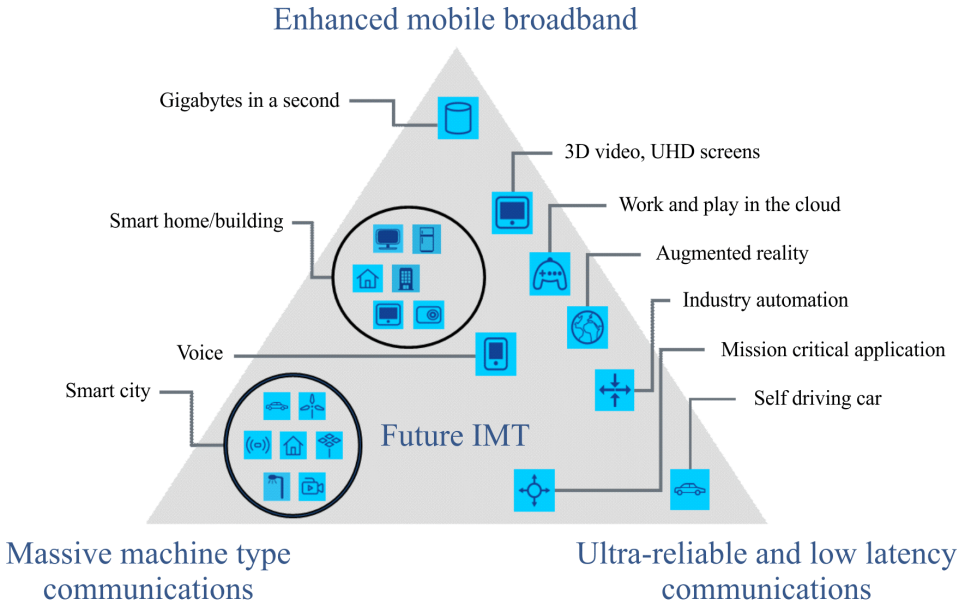 Enhanced mobile broadband
Gigabytes in a second
3D video, UHD screens
Smart home/building
Work and play in the cloud
Augmented reality
Industry automation
Voice
Mission critical application
Smart city
Self driving car
Future IMT
Massive machine type
communications
Ultra-reliable and low latency
communications